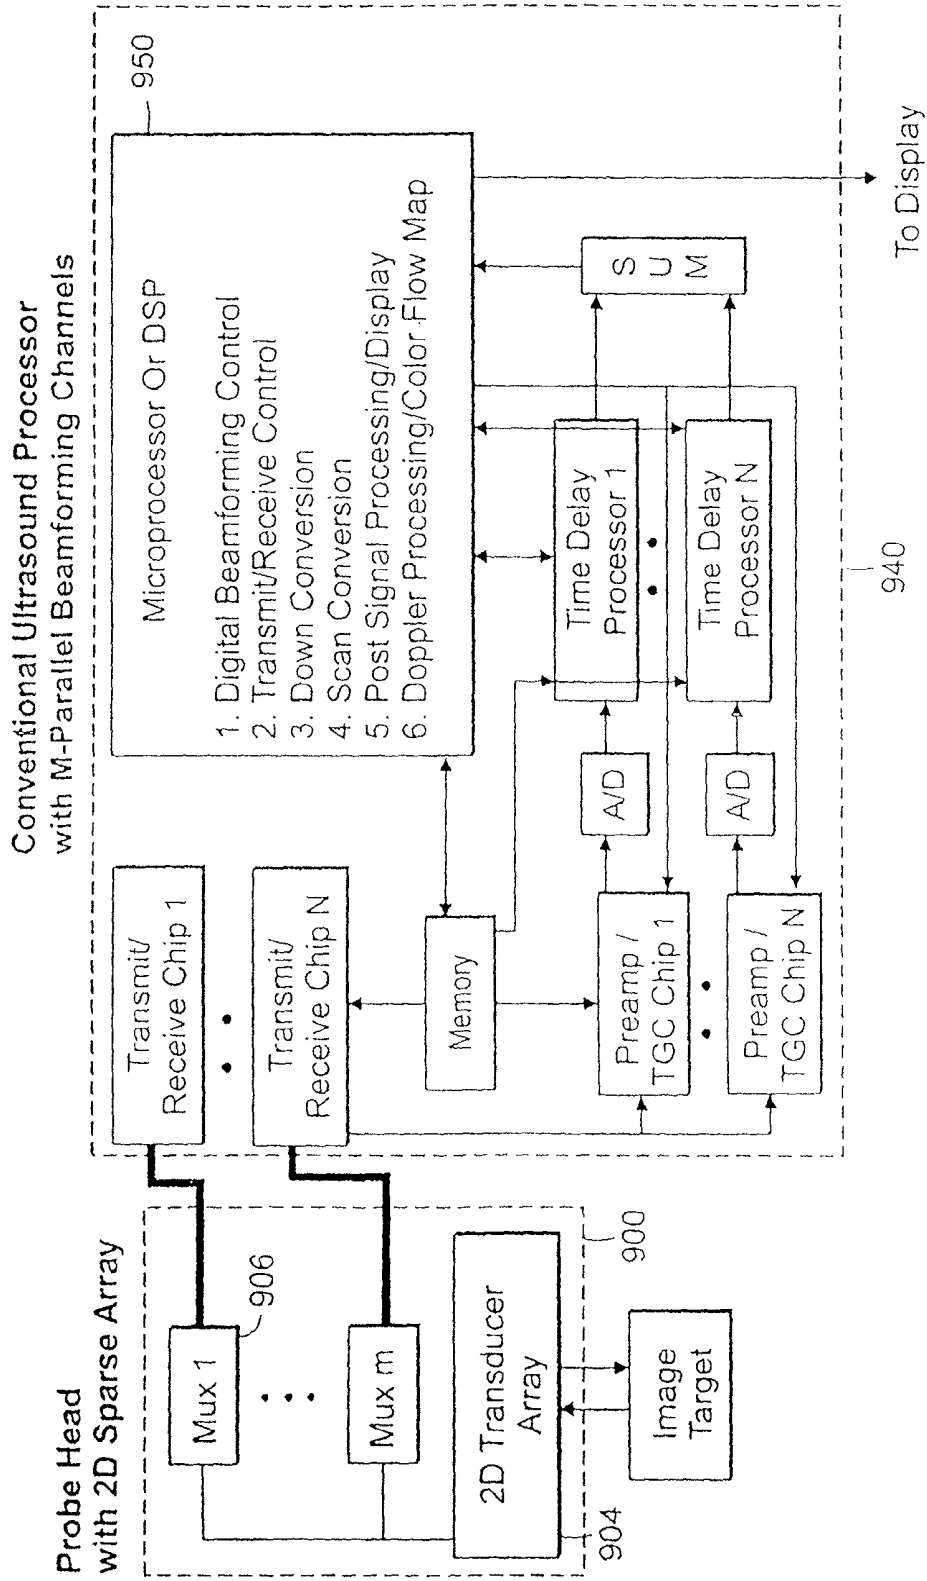 Probe Head
with 2D Sparse Array
Mux 1
906
Mux m
2D Transducer
Array
904
900
Image
Target
Conventional Ultrasound Processor
with M-Parallel Beamforming Channels
Transmit/
Receive Chip 1
Transmit/
Receive Chip N
Memory
Preamp /
TGC Chip 1
Preamp /
TGC Chip N
A/D
A/D
Time Delay
Processor 1
Time Delay
Processor N
SUM
Microprocessor Or DSP
1. Digital Beamforming Control
2. Transmit/Receive Control
3. Down Conversion
4. Scan Conversion
5. Post Signal Processing/Display
6. Doppler Processing/Color Flow Map
950
940
To Display